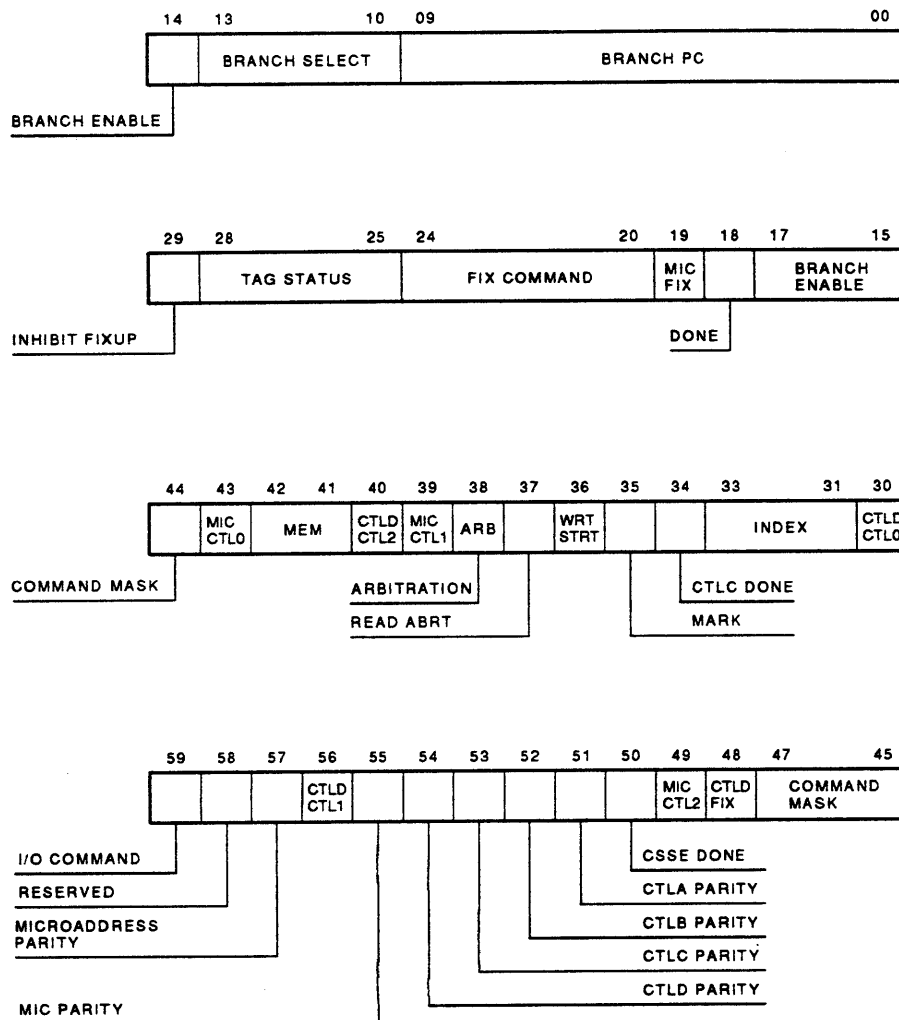 14 13 10 09 00
BRANCH SELECT BRANCH PC
BRANCH ENABLE
29 28 25 24 20 19 18 17 15
TAG STATUS FIX COMMAND MIC FIX BRANCH ENABLE
INHIBIT FIXUP DONE
44 43 42 41 40 39 38 37 36 35 34 33 31 30
MIC CTL0 MEM CTLD CTL2 MIC CTL1 ARB WRT STRT INDEX CTLD CTL0
COMMAND MASK ARBITRATION CTLC DONE
READ ABRT MARK
59 58 57 56 55 54 53 52 51 50 49 48 47 45
CTLD CTL1 MIC CTL2 CTLD FIX COMMAND MASK
I/O COMMAND CSSE DONE
RESERVED CTLA PARITY
MICROADDRESS PARITY CTLB PARITY
CTLC PARITY
MIC PARITY CTLD PARITY